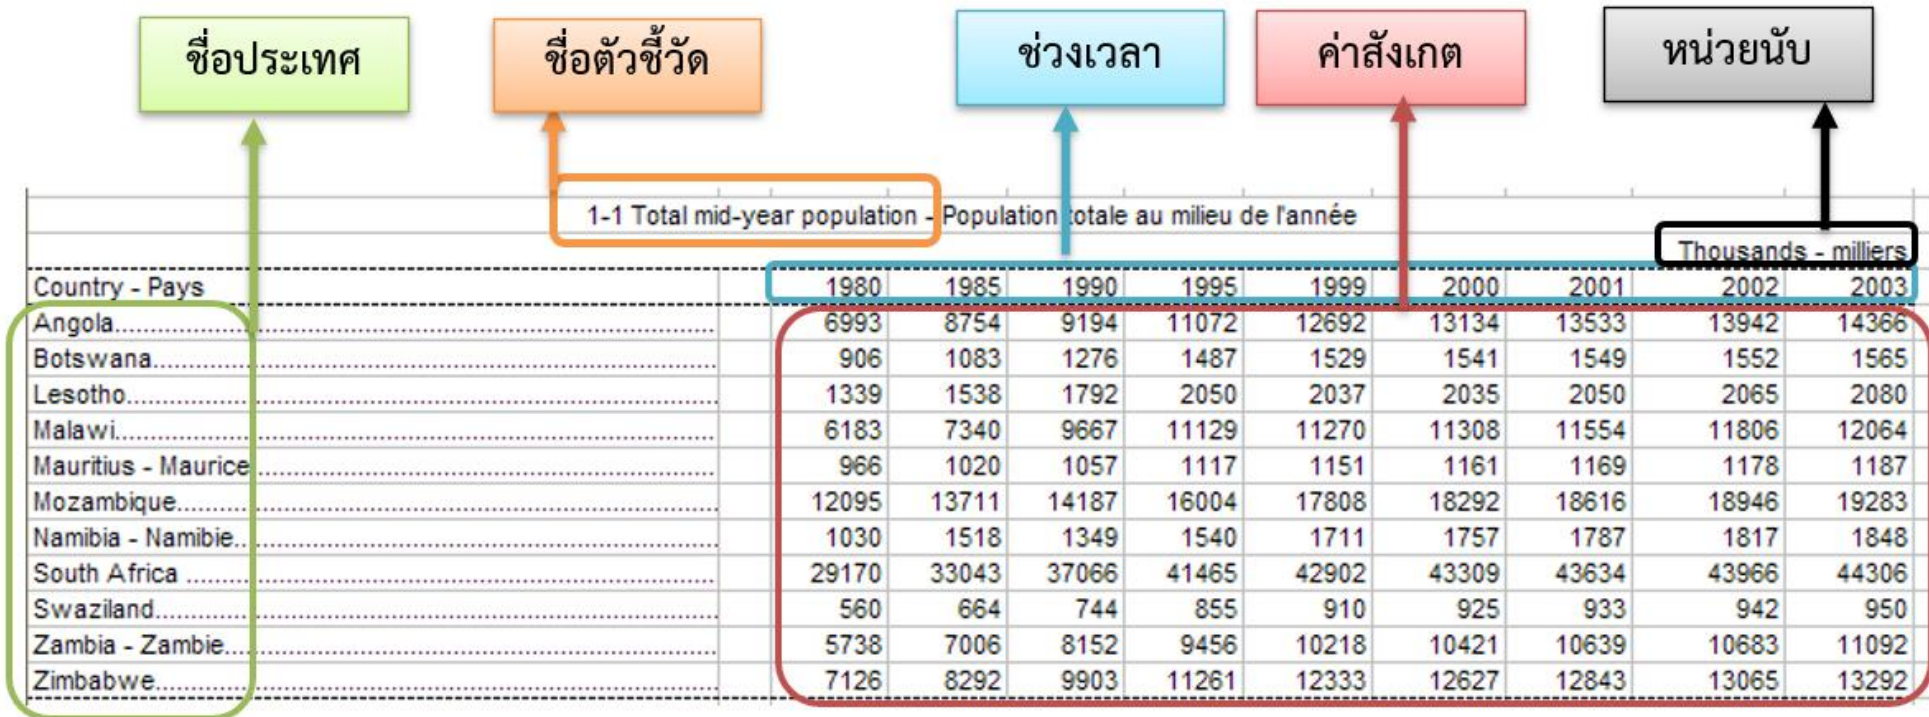 ชื่อประเทศ ชื่อตัวชี้วัด ช่วงเวลา ค่าสังเกต หน่วยนับ
1-1 Total mid-year population - Population totale au milieu de l'année
Thousands - milliers
Country - Pays 1980 1985 1990 1995 1999 2000 2001 2002 2003
Angola 6993 8754 9194 11072 12692 13134 13533 13942 14366
Botswana 906 1083 1276 1487 1529 1541 1549 1552 1565
Lesotho 1339 1538 1792 2050 2037 2035 2050 2065 2080
Malawi 6183 7340 9667 11129 11270 11308 11554 11806 12064
Mauritius - Maurice 966 1020 1057 1117 1151 1161 1169 1178 1187
Mozambique 12095 13711 14187 16004 17808 18292 18616 18946 19283
Namibia - Namibie 1030 1518 1349 1540 1711 1757 1787 1817 1848
South Africa 29170 33043 37066 41465 42902 43309 43634 43966 44306
Swaziland 560 664 744 855 910 925 933 942 950
Zambia - Zambie 5738 7006 8152 9456 10218 10421 10639 10683 11092
Zimbabwe 7126 8292 9903 11261 12333 12627 12843 13065 13292